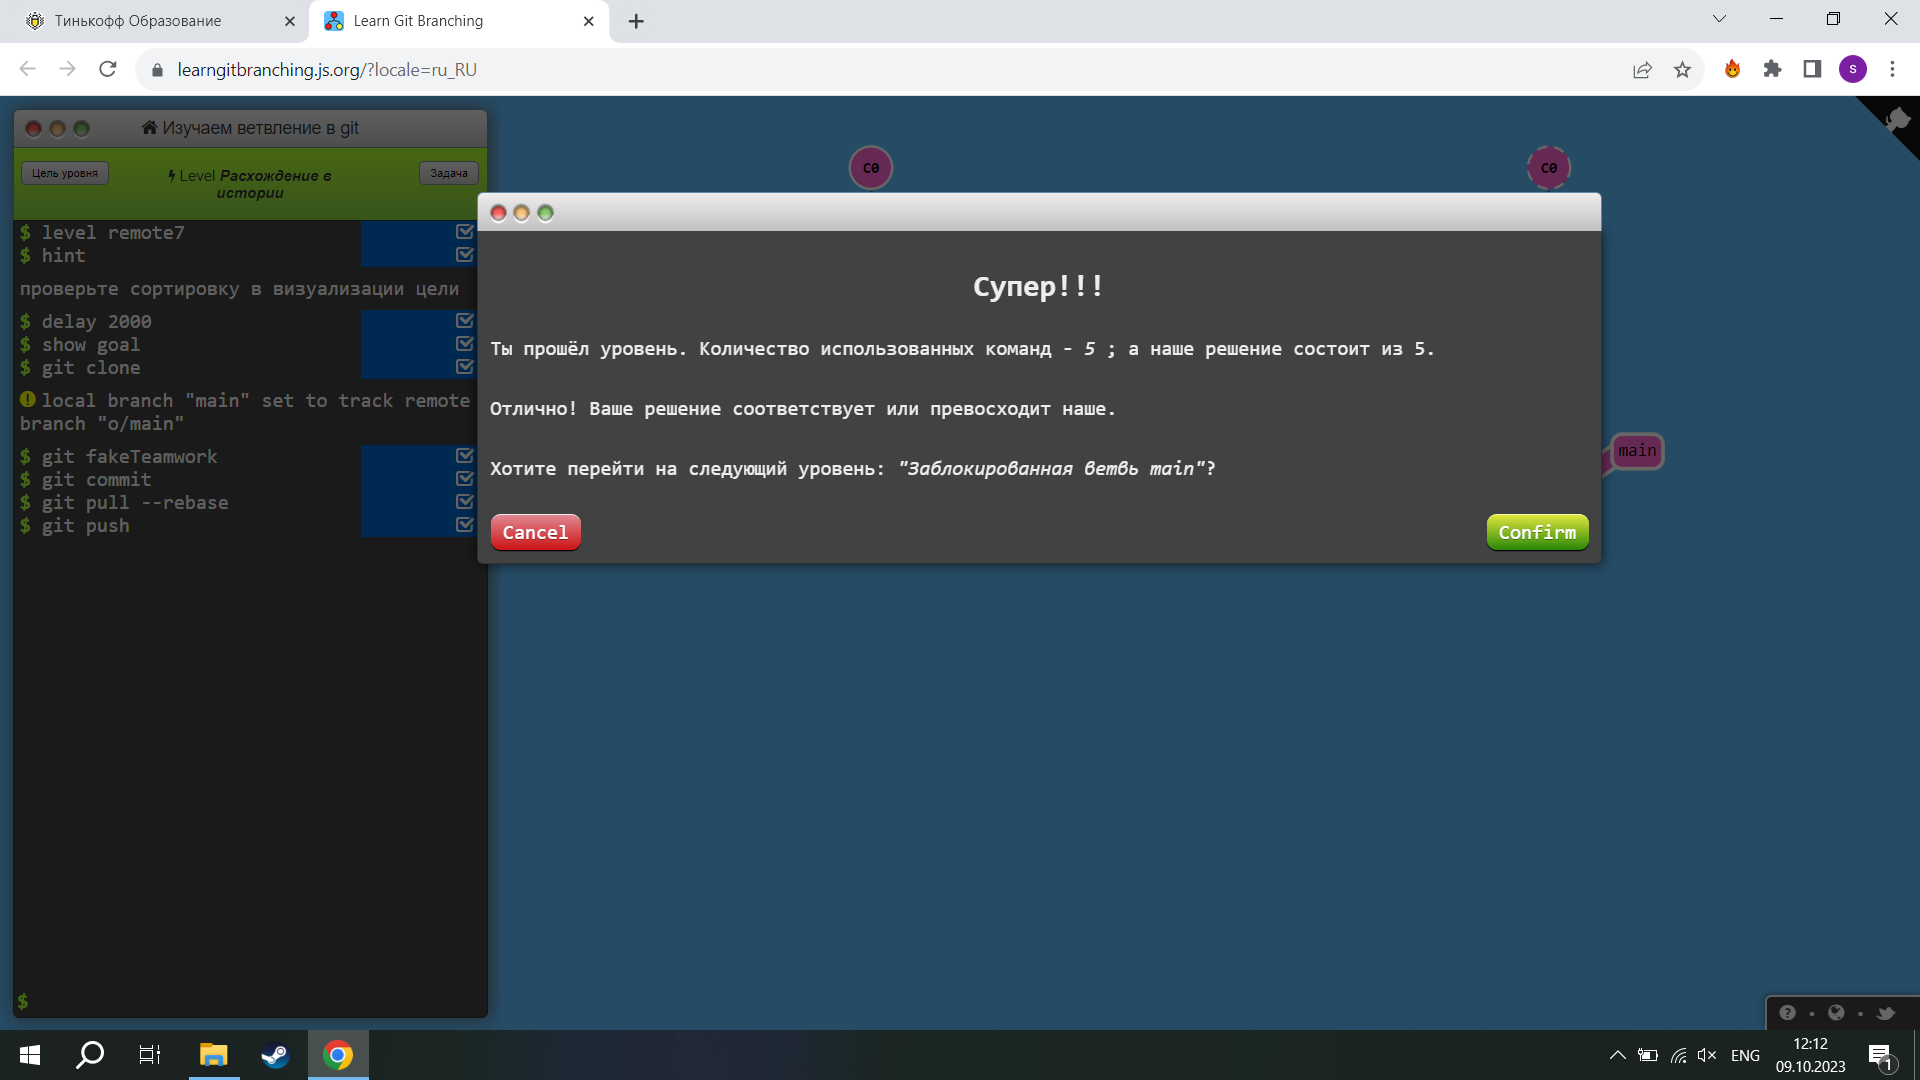 Тинькофф Образование
Learn Git Branching
learngitbranching.js.org/?locale=ru_RU
s
Изучаем ветвление в git
Цель уровня
Level Расхождение в
истории
Задача
$ level remote7
$ hint
проверьте сортировку в визуализации цели
$ delay 2000
$ show goal
$ git clone
local branch "main" set to track remote
branch "o/main"
$ git fakeTeamwork
$ git commit
$ git pull --rebase
$ git push
$
C0
C0
main
Супер!!!
Ты прошёл уровень. Количество использованных команд - 5 ; а наше решение состоит из 5.
Отлично! Ваше решение соответствует или превосходит наше.
Хотите перейти на следующий уровень: "Заблокированная ветвь main"?
Cancel
Confirm
ENG
12:12
09.10.2023
1